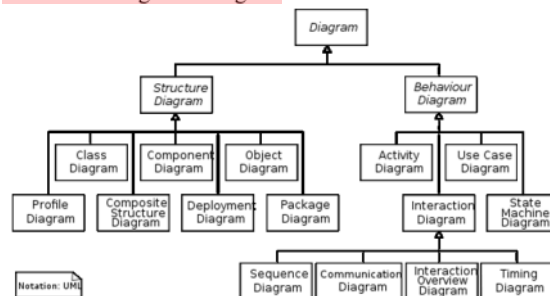 Diagram
Structure
Diagram
Behaviour
Diagram
Class
Diagram
Component
Diagram
Object
Diagram
Activity
Diagram
Use Case
Diagram
Profile
Diagram
Composite
Structure
Diagram
Deployment
Diagram
Package
Diagram
Interaction
Diagram
State
Machine
Diagram
Sequence
Diagram
Communication
Diagram
Interaction
Overview
Diagram
Timing
Diagram
Notation: UML